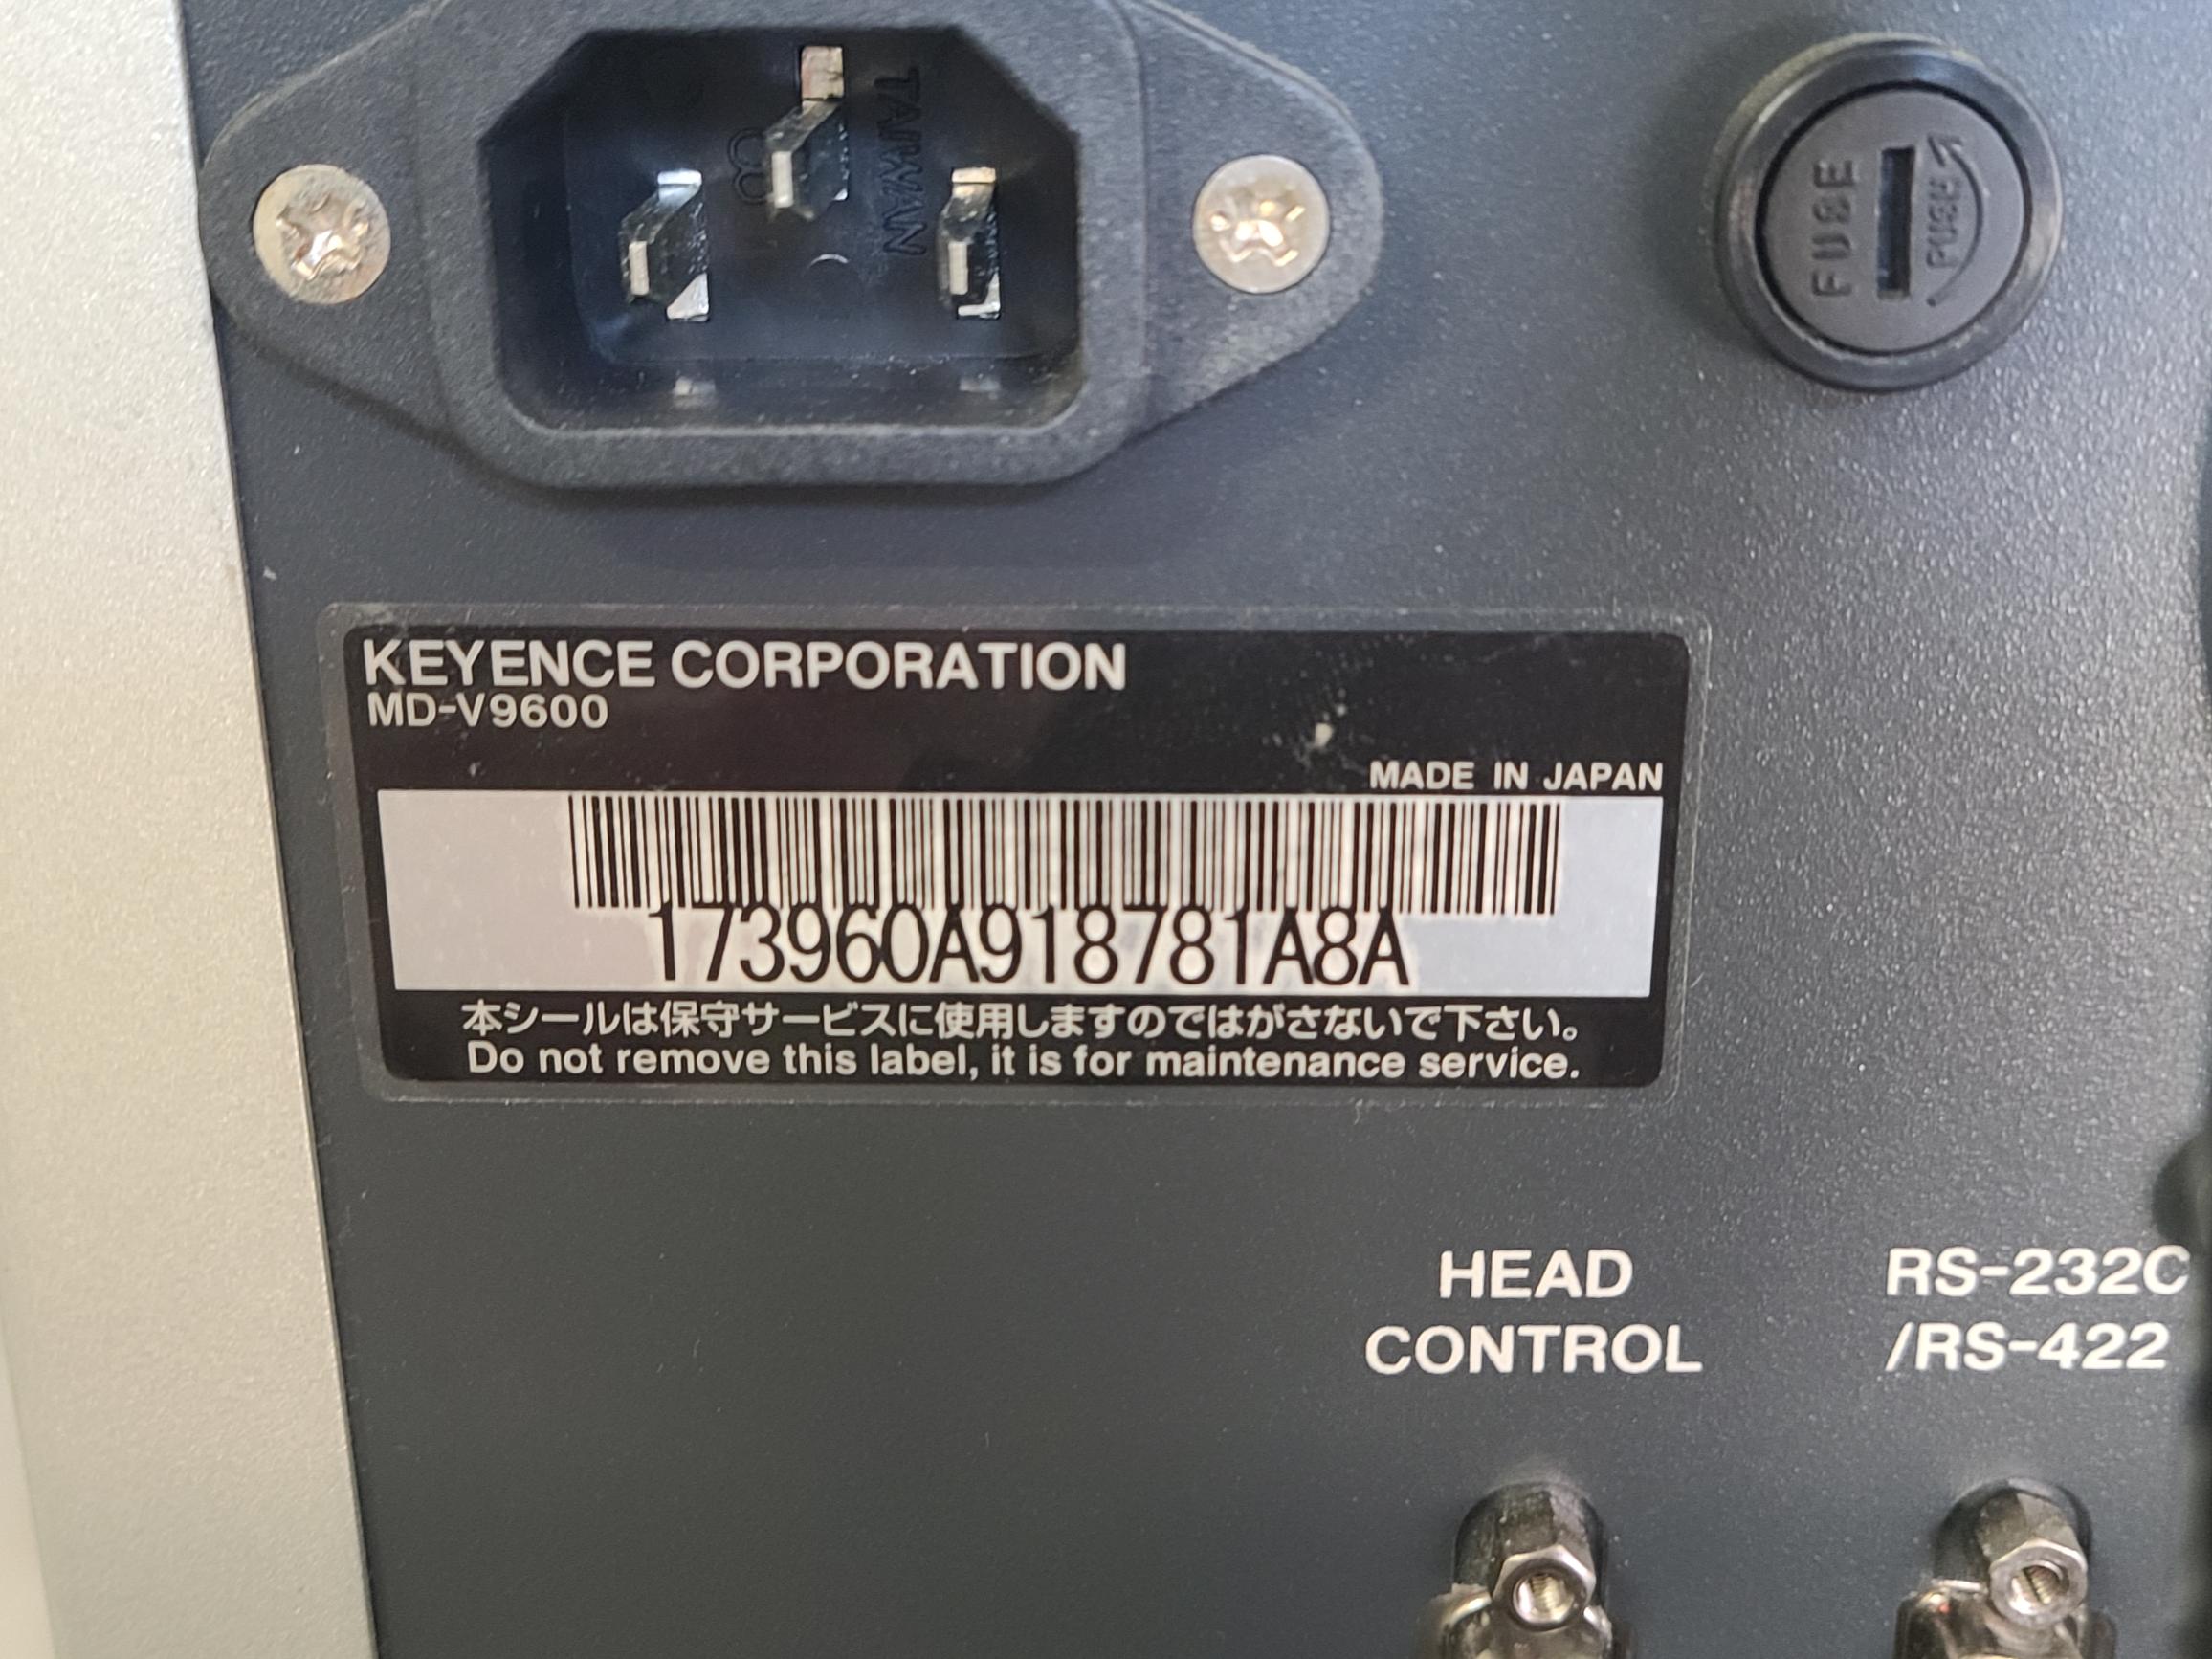 TAIWAN
FUSE
PUSH
KEYENCE CORPORATION
MD-V9600
MADE IN JAPAN
173960A918781A8A
本シールは保守サービスに使用しますのではがさないで下さい。
Do not remove this label, it is for maintenance service.
HEAD
CONTROL
RS-232C
/RS-422